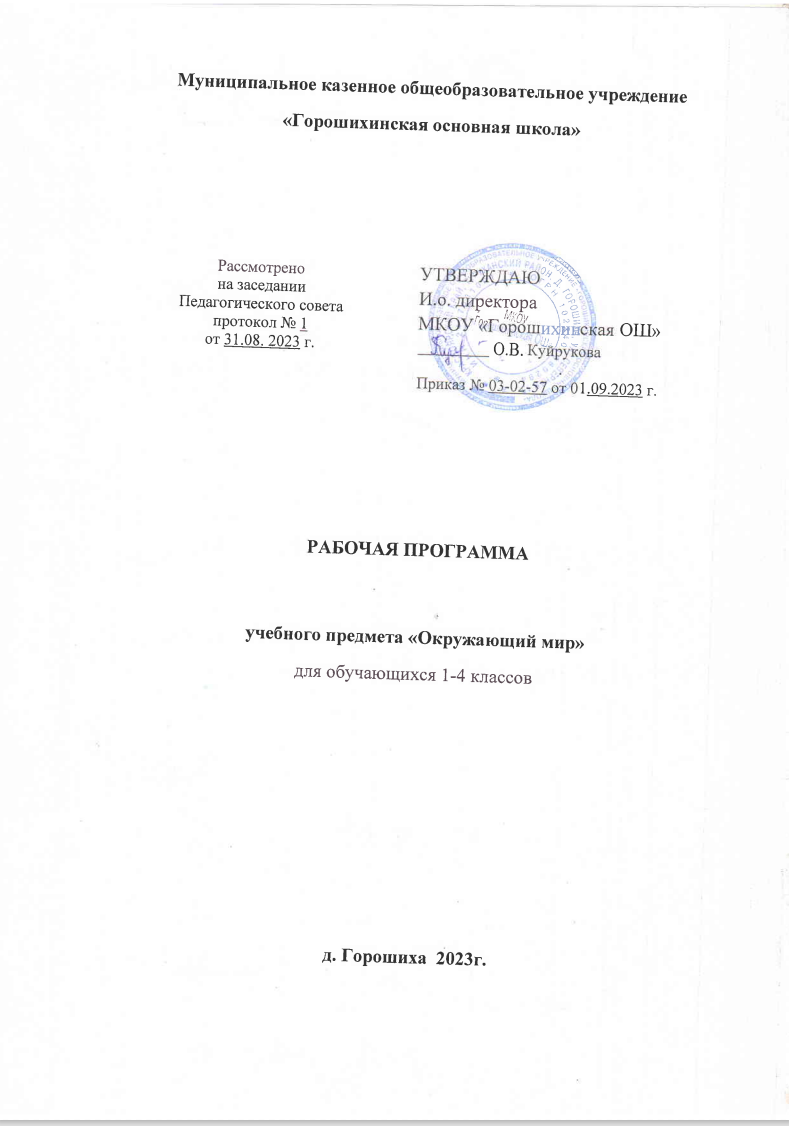 Муниципальное казенное общеобразовательное учреждение
«Горошихинская основная школа»
Рассмотрено
на заседании
Педагогического совета
протокол № 1
от 31.08. 2023 г.
УТВЕРЖДАЮ
И.о. директора
МКОУ «Горошихинская ОШ»
_________ О.В. Куйрукова
Приказ № 03-02-57 от 01.09.2023 г.
РАБОЧАЯ ПРОГРАММА
учебного предмета «Окружающий мир»
для обучающихся 1-4 классов
д. Горошиха 2023г.